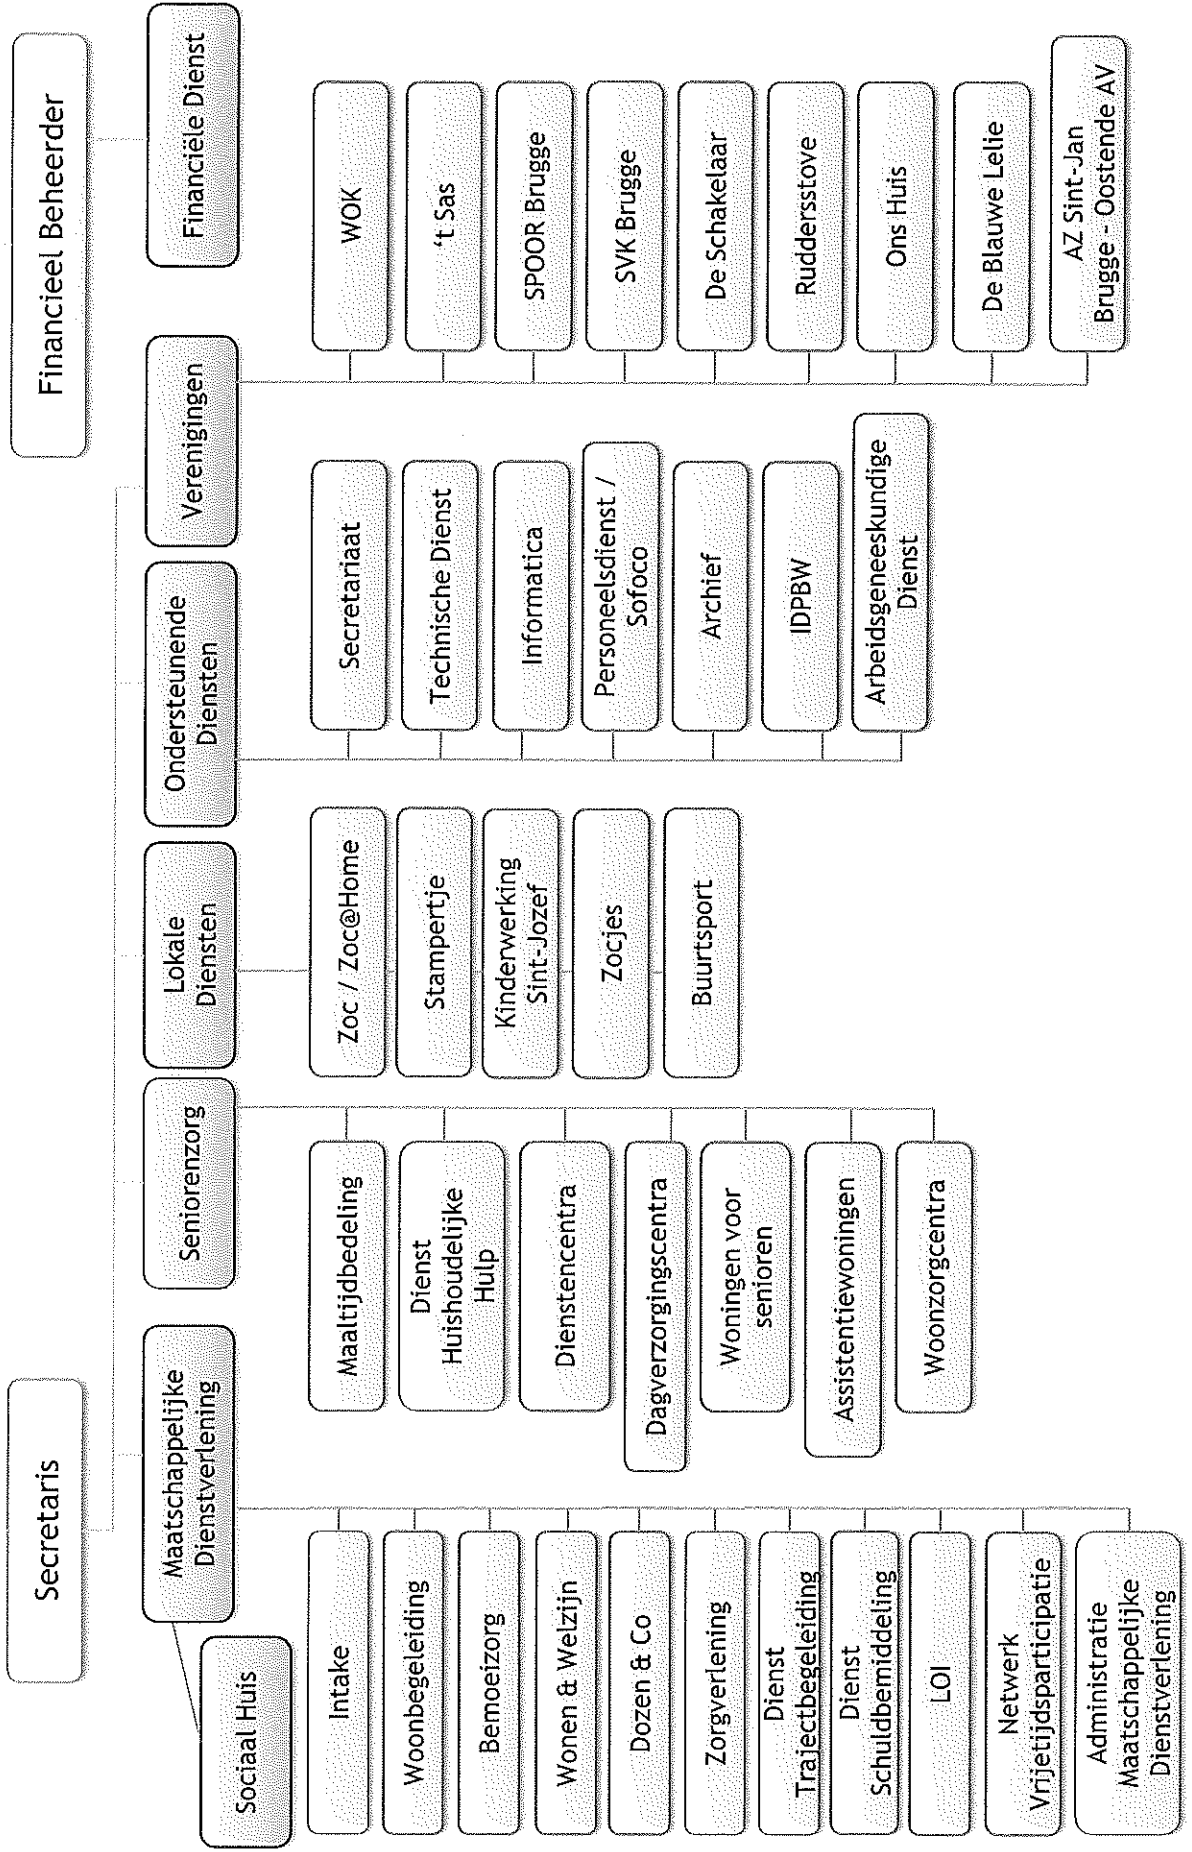 Secretaris
Financieel Beheerder
Maatschappelijke
Dienstverlening
Seniorenzorg
Lokale
Diensten
Ondersteunende
Diensten
Verenigingen
Financiële Dienst
Sociaal Huis
Intake
Woonbegeleiding
Bemoeizorg
Wonen & Welzijn
Dozen & Co
Zorgverlening
Dienst
Trajectbegeleiding
Dienst
Schuldbemiddeling
LOI
Netwerk
Vrijetijdsparticipatie
Administratie
Maatschappelijke
Dienstverlening
Maaltijdbedeling
Dienst
Huishoudelijke
Hulp
Dienstencentra
Dagverzorgingscentra
Woningen voor
senioren
Assistentiewoningen
Woonzorgcentra
Zoc / Zoc@Home
Stampertje
Kinderwerking
Sint-Jozef
Zocjes
Buurtsport
Secretariaat
Technische Dienst
Informatica
Personeelsdienst /
Sofoco
Archief
IDPBW
Arbeidsgeneeskundige
Dienst
WOK
't Sas
SPOOR Brugge
SVK Brugge
De Schakelaar
Ruddersstove
Ons Huis
De Blauwe Lelie
AZ Sint-Jan
Brugge - Oostende AV